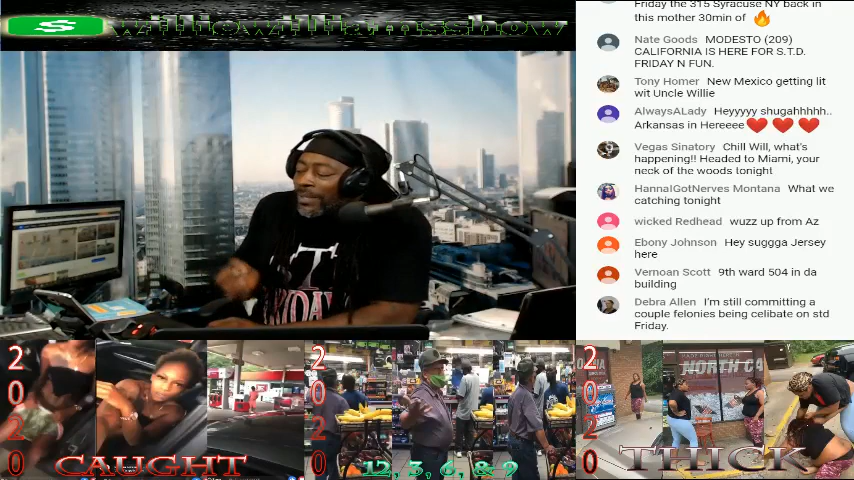 S williewilliamsshow
Friday the 315 Syracuse NY back in
this mother 30min of 🔥
Nate Goods MODESTO (209)
CALIFORNIA IS HERE FOR S.T.D.
FRIDAY N FUN.
Tony Homer New Mexico getting lit
wit Uncle Willie
AlwaysALady Heyyyyy shugahhhhh..
Arkansas in Hereeee❤️ ❤️ ❤️
Vegas Sinatory Chill Will, what's
happening!! Headed to Miami, your
neck of the woods tonight
HannaIGotNerves Montana What we
catching tonight
wicked Redhead wuzz up from Az
Ebony Johnson Hey suggga Jersey
here
Vernoan Scott 9th ward 504 in da
building
Debra Allen I'm still committing a
couple felonies being celibate on std
Friday.
2020
CAUGHT
2020
12, 3, 6, & 9
2020
NORTH CA
THICK